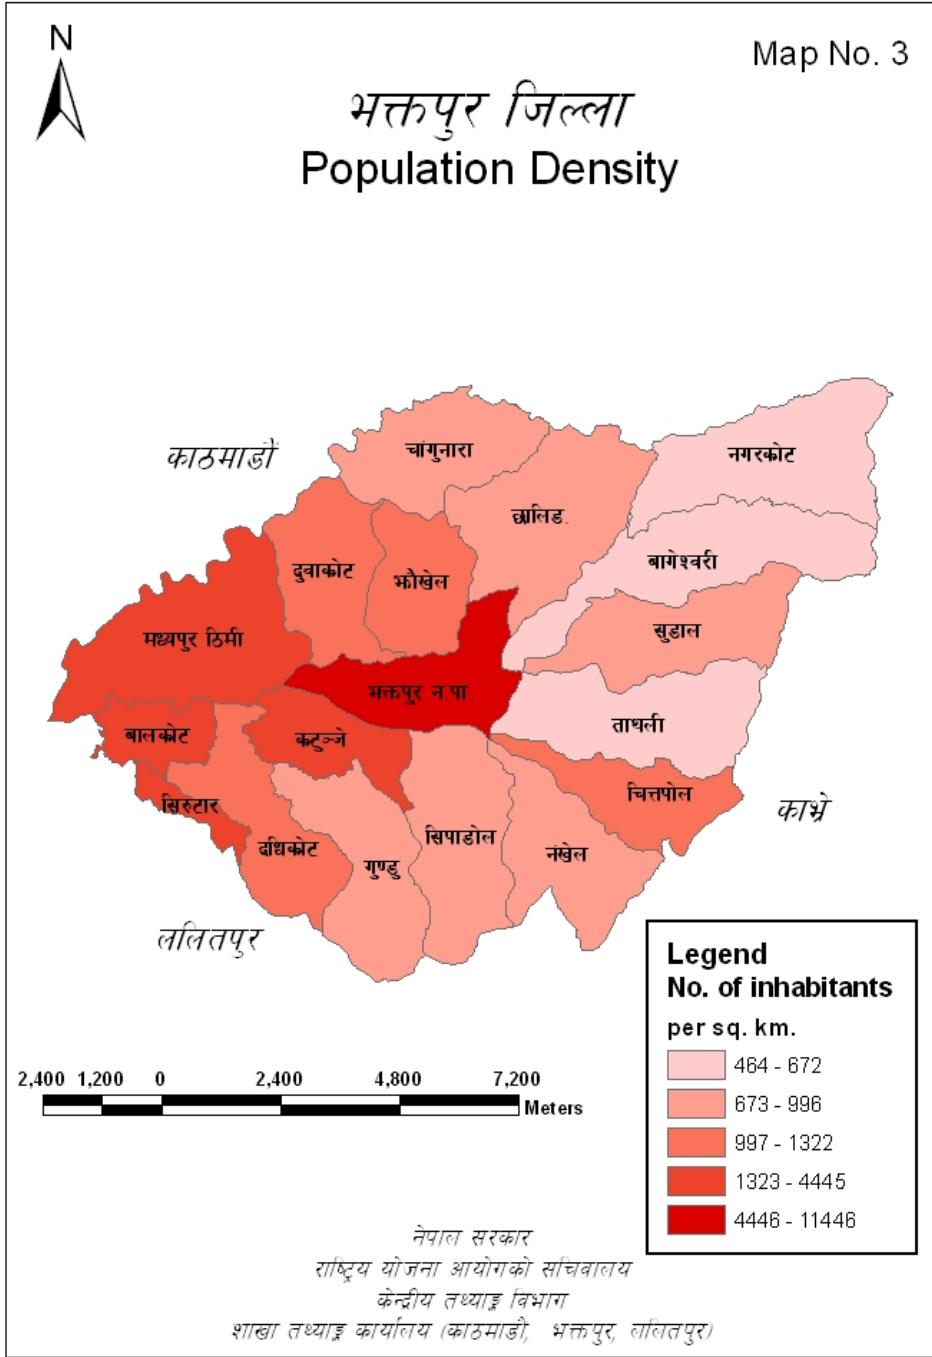 N
Map No. 3
भक्तपुर जिल्ला
Population Density
काठमाडौं
चांगुनारा
नगरकोट
छालिङ
दुवाकोट
झौखेल
बागेश्वरी
मध्यपुर ठिमी
सुडाल
भक्तपुर न.पा.
ताथली
बालकोट
कटुञ्जे
चित्तपोल
काभ्रे
सिरुटार
दधिकोट
गुण्डु
सिपाडोल
नंखेल
ललितपुर
Legend
No. of inhabitants
per sq. km.
464 - 672
673 - 996
997 - 1322
1323 - 4445
4446 - 11446
2,400 1,200 0 2,400 4,800 7,200
Meters
नेपाल सरकार
राष्ट्रिय योजना आयोगको सचिवालय
केन्द्रीय तथ्याङ्क विभाग
शाखा तथ्याङ्क कार्यालय (काठमाडौ, भक्तपुर, ललितपुर)